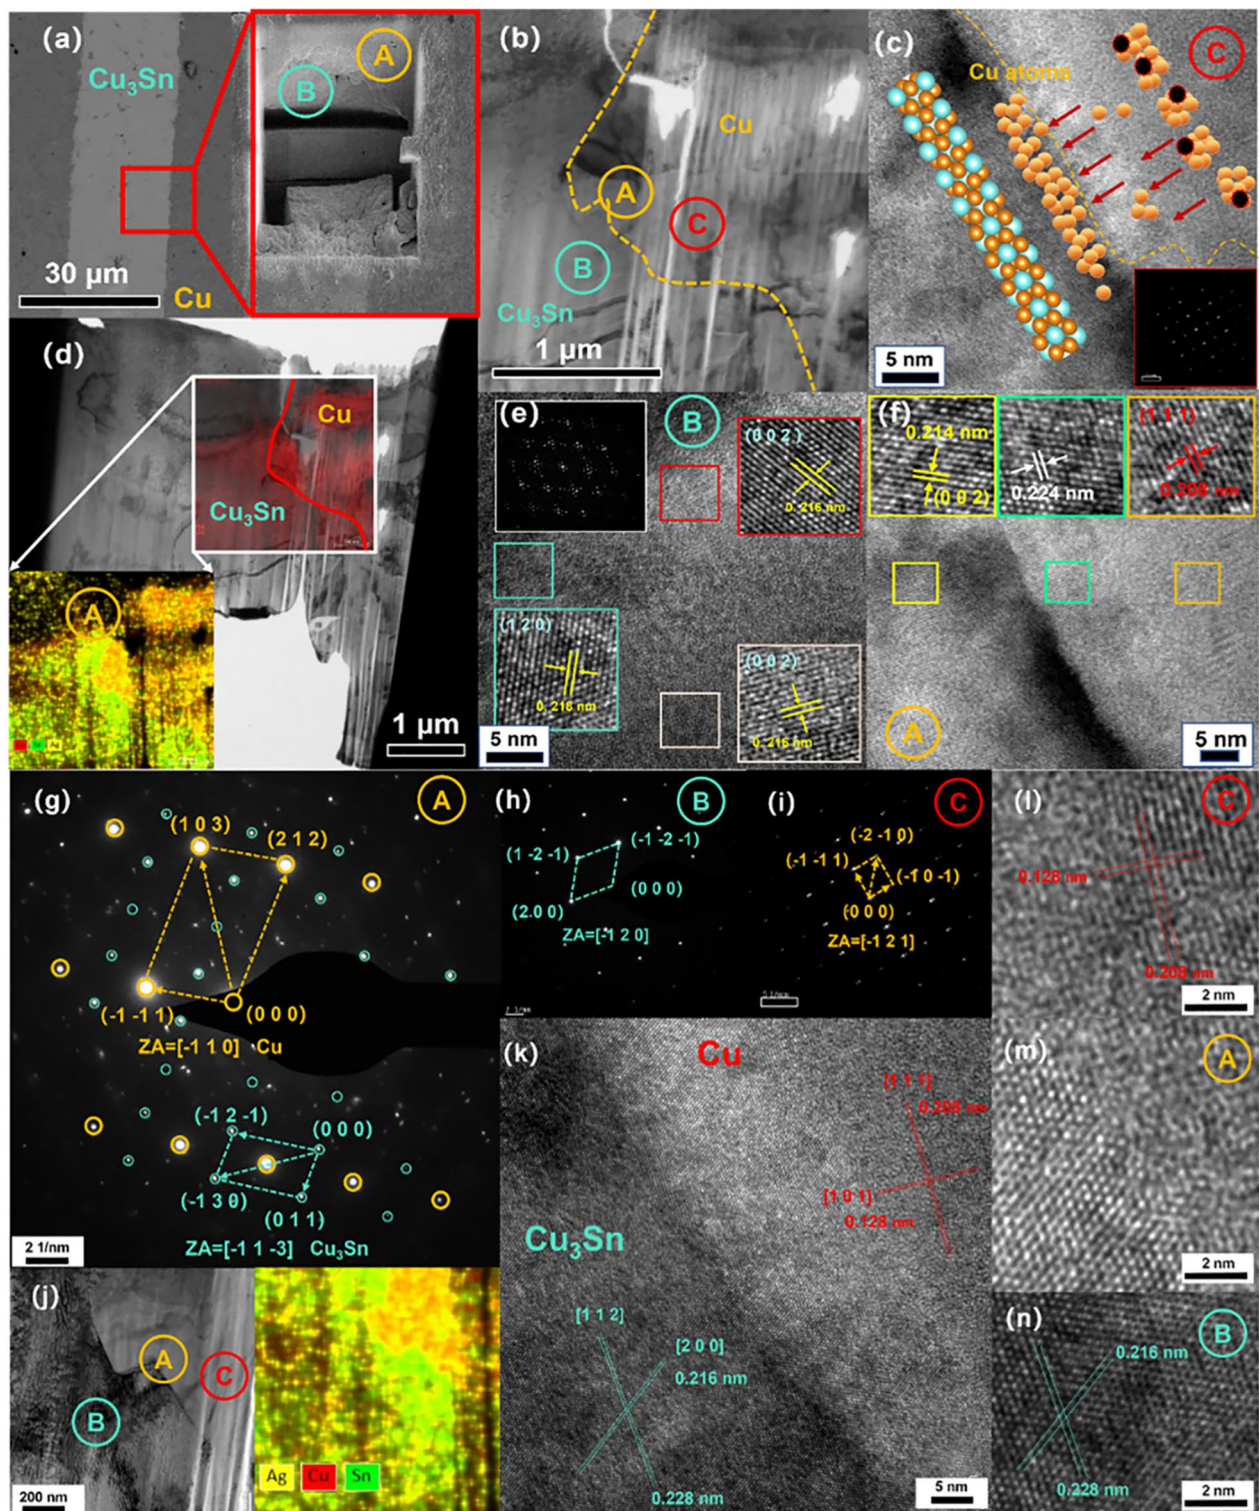 (a)
Cu₃Sn
30 μm
Cu
A
B
(b)
Cu
A
C
B
Cu₃Sn
1 μm
(c)
C
Cu atoms
5 nm
(d)
Cu
Cu₃Sn
A
1 μm
(e)
B
(0 0 2)
0.216 nm
(1 2 0)
0.216 nm
(0 0 2)
0.216 nm
5 nm
(f)
0.214 nm
(0 0 2)
0.224 nm
(1 1 1)
0.208 nm
A
5 nm
(g)
A
(1 0 3)
(2 1 2)
(-1 -1 1)
(0 0 0)
ZA=[-1 1 0] Cu
(-1 2 -1)
(0 0 0)
(-1 3 0)
(0 1 1)
ZA=[-1 1 -3] Cu₃Sn
2 1/nm
(h)
B
(1 -2 -1)
(-1 -2 -1)
(0 0 0)
(2.0 0)
ZA=[-1 2 0]
(i)
C
(-2 -1 0)
(-1 -1 1)
(-1 0 -1)
(0 0 0)
ZA=[-1 2 1]
5 1/nm
(l)
C
0.128 nm
0.208 nm
2 nm
(k)
Cu
[1 1 1]
0.208 nm
[1 0 1]
0.128 nm
Cu₃Sn
[1 1 2]
[2 0 0]
0.216 nm
0.228 nm
5 nm
(m)
A
2 nm
(j)
A
C
B
200 nm
Ag
Cu
Sn
(n)
B
0.216 nm
0.228 nm
2 nm